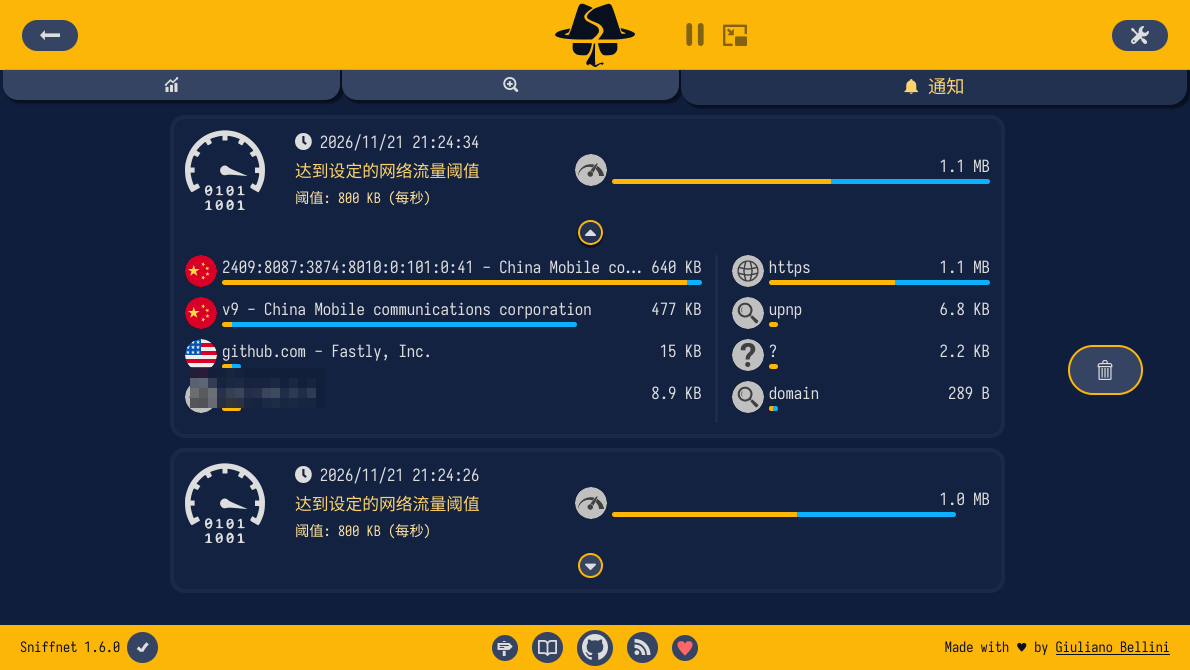 通知
2026/11/21 21:24:34
达到设定的网络流量阈值
阈值: 800 KB (每秒)
1.1 MB
0101
1001
2409:8087:3874:8010:0:101:0:41 - China Mobile co... 640 KB
v9 - China Mobile communications corporation 477 KB
github.com - Fastly, Inc. 15 KB
8.9 KB
https 1.1 MB
upnp 6.8 KB
? 2.2 KB
domain 289 B
2026/11/21 21:24:26
达到设定的网络流量阈值
阈值: 800 KB (每秒)
1.0 MB
0101
1001
Sniffnet 1.6.0
Made with ♥ by Giuliano Bellini